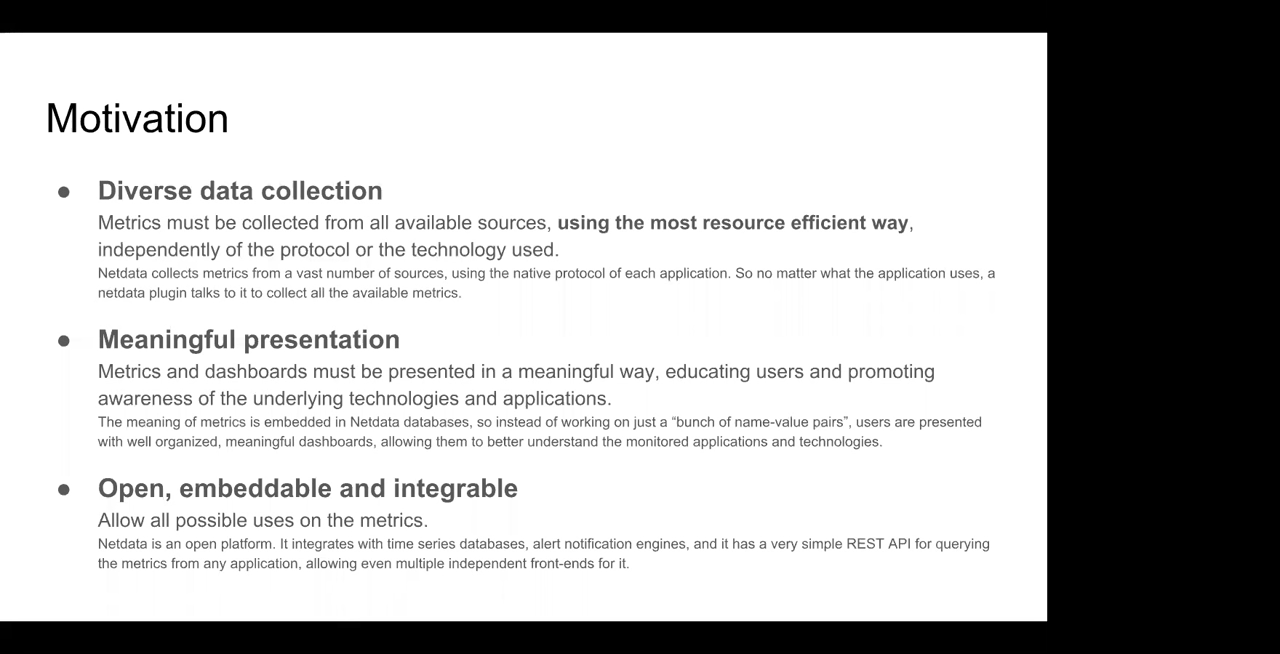 Motivation
● Diverse data collection
Metrics must be collected from all available sources, using the most resource efficient way,
independently of the protocol or the technology used.
Netdata collects metrics from a vast number of sources, using the native protocol of each application. So no matter what the application uses, a
netdata plugin talks to it to collect all the available metrics.
● Meaningful presentation
Metrics and dashboards must be presented in a meaningful way, educating users and promoting
awareness of the underlying technologies and applications.
The meaning of metrics is embedded in Netdata databases, so instead of working on just a “bunch of name-value pairs”, users are presented
with well organized, meaningful dashboards, allowing them to better understand the monitored applications and technologies.
● Open, embeddable and integrable
Allow all possible uses on the metrics.
Netdata is an open platform. It integrates with time series databases, alert notification engines, and it has a very simple REST API for querying
the metrics from any application, allowing even multiple independent front-ends for it.